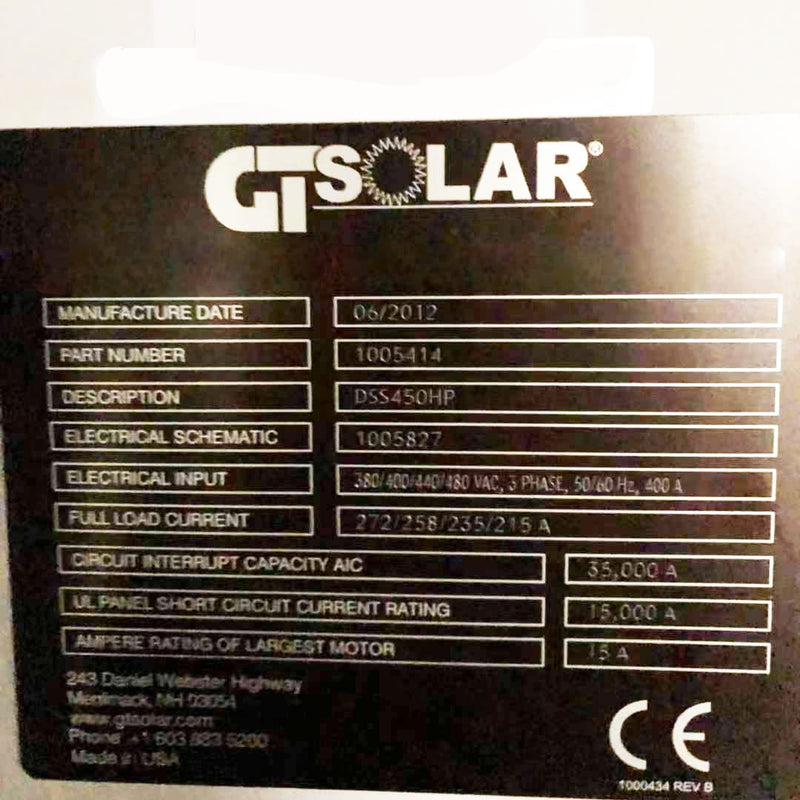 GTSOLAR®
MANUFACTURE DATE 06/2012
PART NUMBER 1005414
DESCRIPTION DSS450HP
ELECTRICAL SCHEMATIC 1005827
ELECTRICAL INPUT 380/400/440/480 VAC, 3 PHASE, 50/60 Hz, 400 A
FULL LOAD CURRENT 272/258/235/215 A
CIRCUIT INTERRUPT CAPACITY AIC 35,000 A
UL PANEL SHORT CIRCUIT CURRENT RATING 15,000 A
AMPERE RATING OF LARGEST MOTOR 15 A
243 Daniel Webster Highway
Merrimack, NH 03054
www.gtsolar.com
Phone +1 603 883 5200
Made in USA
CE
1000434 REV B